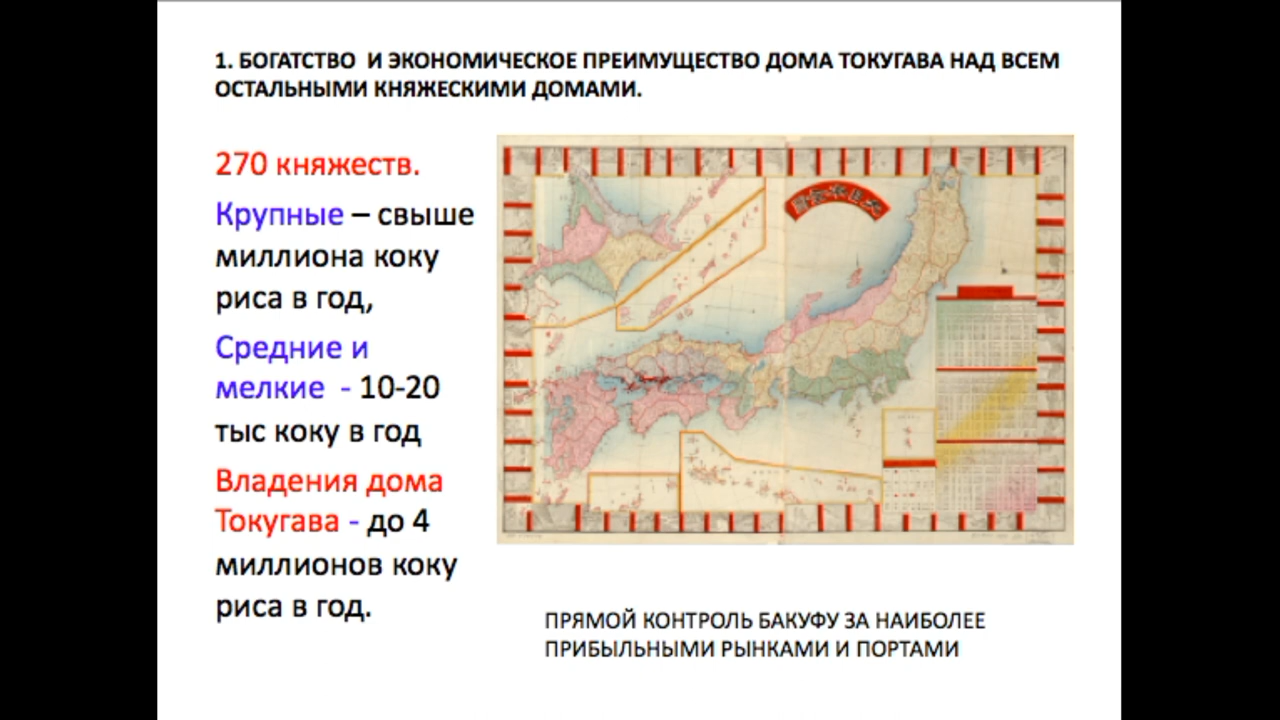 1. БОГАТСТВО И ЭКОНОМИЧЕСКОЕ ПРЕИМУЩЕСТВО ДОМА ТОКУГАВА НАД ВСЕМ
ОСТАЛЬНЫМИ КНЯЖЕСКИМИ ДОМАМИ.
270 княжеств.
Крупные – свыше
миллиона коку
риса в год,
Средние и
мелкие - 10-20
тыс коку в год
Владения дома
Токугава - до 4
миллионов коку
риса в год.
ПРЯМОЙ КОНТРОЛЬ БАКУФУ ЗА НАИБОЛЕЕ
ПРИБЫЛЬНЫМИ РЫНКАМИ И ПОРТАМИ